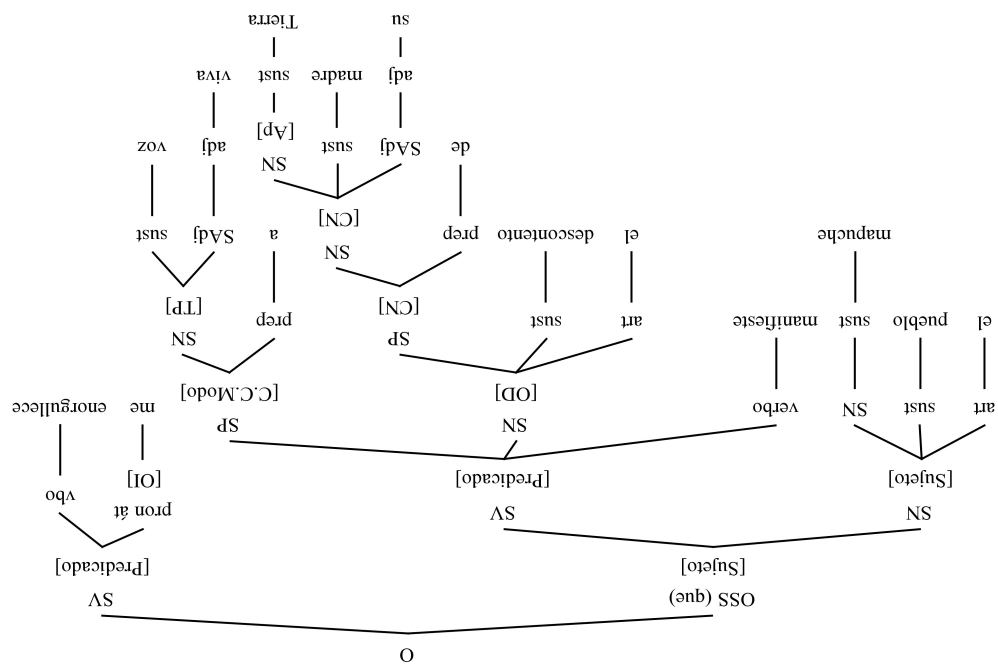 O
OSS (que) SV
[Sujeto] [Predicado]
SN SV pron át vbo
[Sujeto] [Predicado] [OI]
SN SP
art sust SN verbo me enorgullece
[OD] [C.C.Modo]
SP SN
el pueblo sust manifieste art sust prep
[CN] [TP]
SN
mapuche el descontento prep a SAdj sust
[CN]
SN
de SAdj sust adj voz
[Ap]
adj madre sust viva
su Tierra